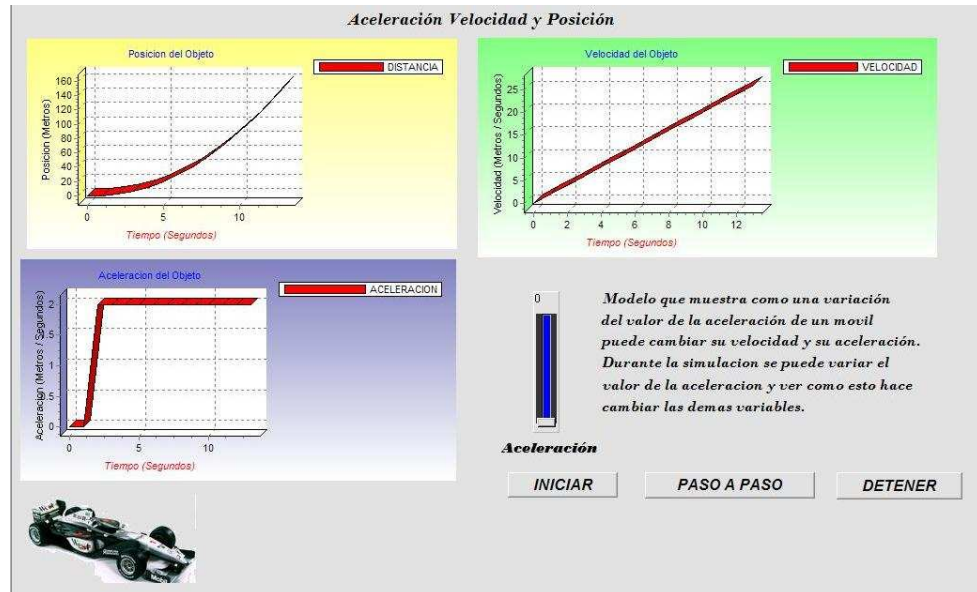 Aceleración Velocidad y Posición
Posicion del Objeto
DISTANCIA
Posicion (Metros)
160
140
120
100
80
60
40
20
0
0 5 10
Tiempo (Segundos)
Velocidad del Objeto
VELOCIDAD
Velocidad (Metros / Segundos)
25
20
15
10
5
0
0 2 4 6 8 10 12
Tiempo (Segundos)
Aceleracion del Objeto
ACELERACION
Aceleracion (Metros / Segundos)
2
1
0
0 5 10
Tiempo (Segundos)
0
Aceleración
Modelo que muestra como una variación
del valor de la aceleración de un movil
puede cambiar su velocidad y su aceleración.
Durante la simulacion se puede variar el
valor de la aceleracion y ver como esto hace
cambiar las demas variables.
INICIAR PASO A PASO DETENER